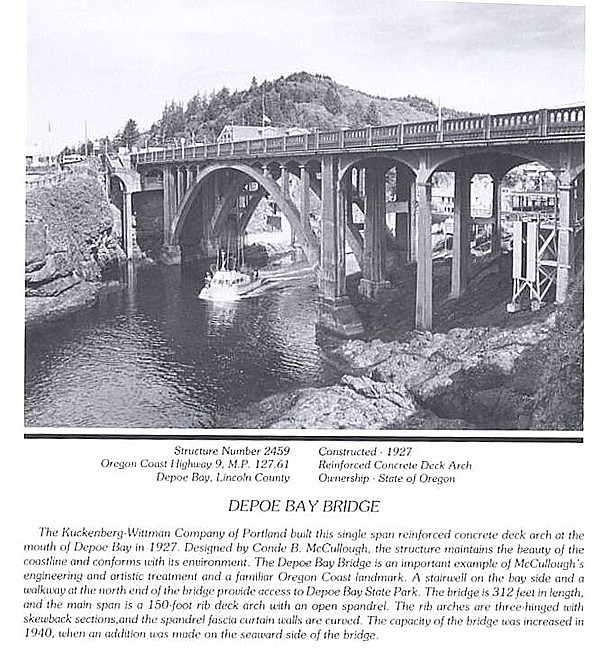 Structure Number 2459
Oregon Coast Highway 9, M.P. 127.61
Depoe Bay, Lincoln County
Constructed - 1927
Reinforced Concrete Deck Arch
Ownership - State of Oregon
DEPOE BAY BRIDGE
The Kuckenberg-Wittman Company of Portland built this single span reinforced concrete deck arch at the
mouth of Depoe Bay in 1927. Designed by Conde B. McCullough, the structure maintains the beauty of the
coastline and conforms with its environment. The Depoe Bay Bridge is an important example of McCullough's
engineering and artistic treatment and a familiar Oregon Coast landmark. A stairwell on the bay side and a
walkway at the north end of the bridge provide access to Depoe Bay State Park. The bridge is 312 feet in length,
and the main span is a 150-foot rib deck arch with an open spandrel. The rib arches are three-hinged with
skewback sections,and the spandrel fascia curtain walls are curved. The capacity of the bridge was increased in
1940, when an addition was made on the seaward side of the bridge.